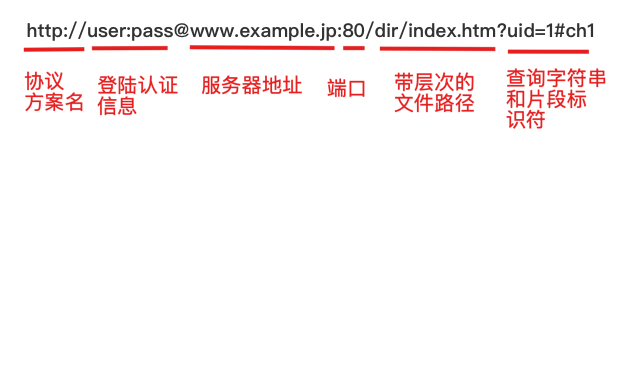 http://user:pass@www.example.jp:80/dir/index.htm?uid=1#ch1
协议
方案名
登陆认证
信息
服务器地址
端口
带层次的
文件路径
查询字符串
和片段标
识符